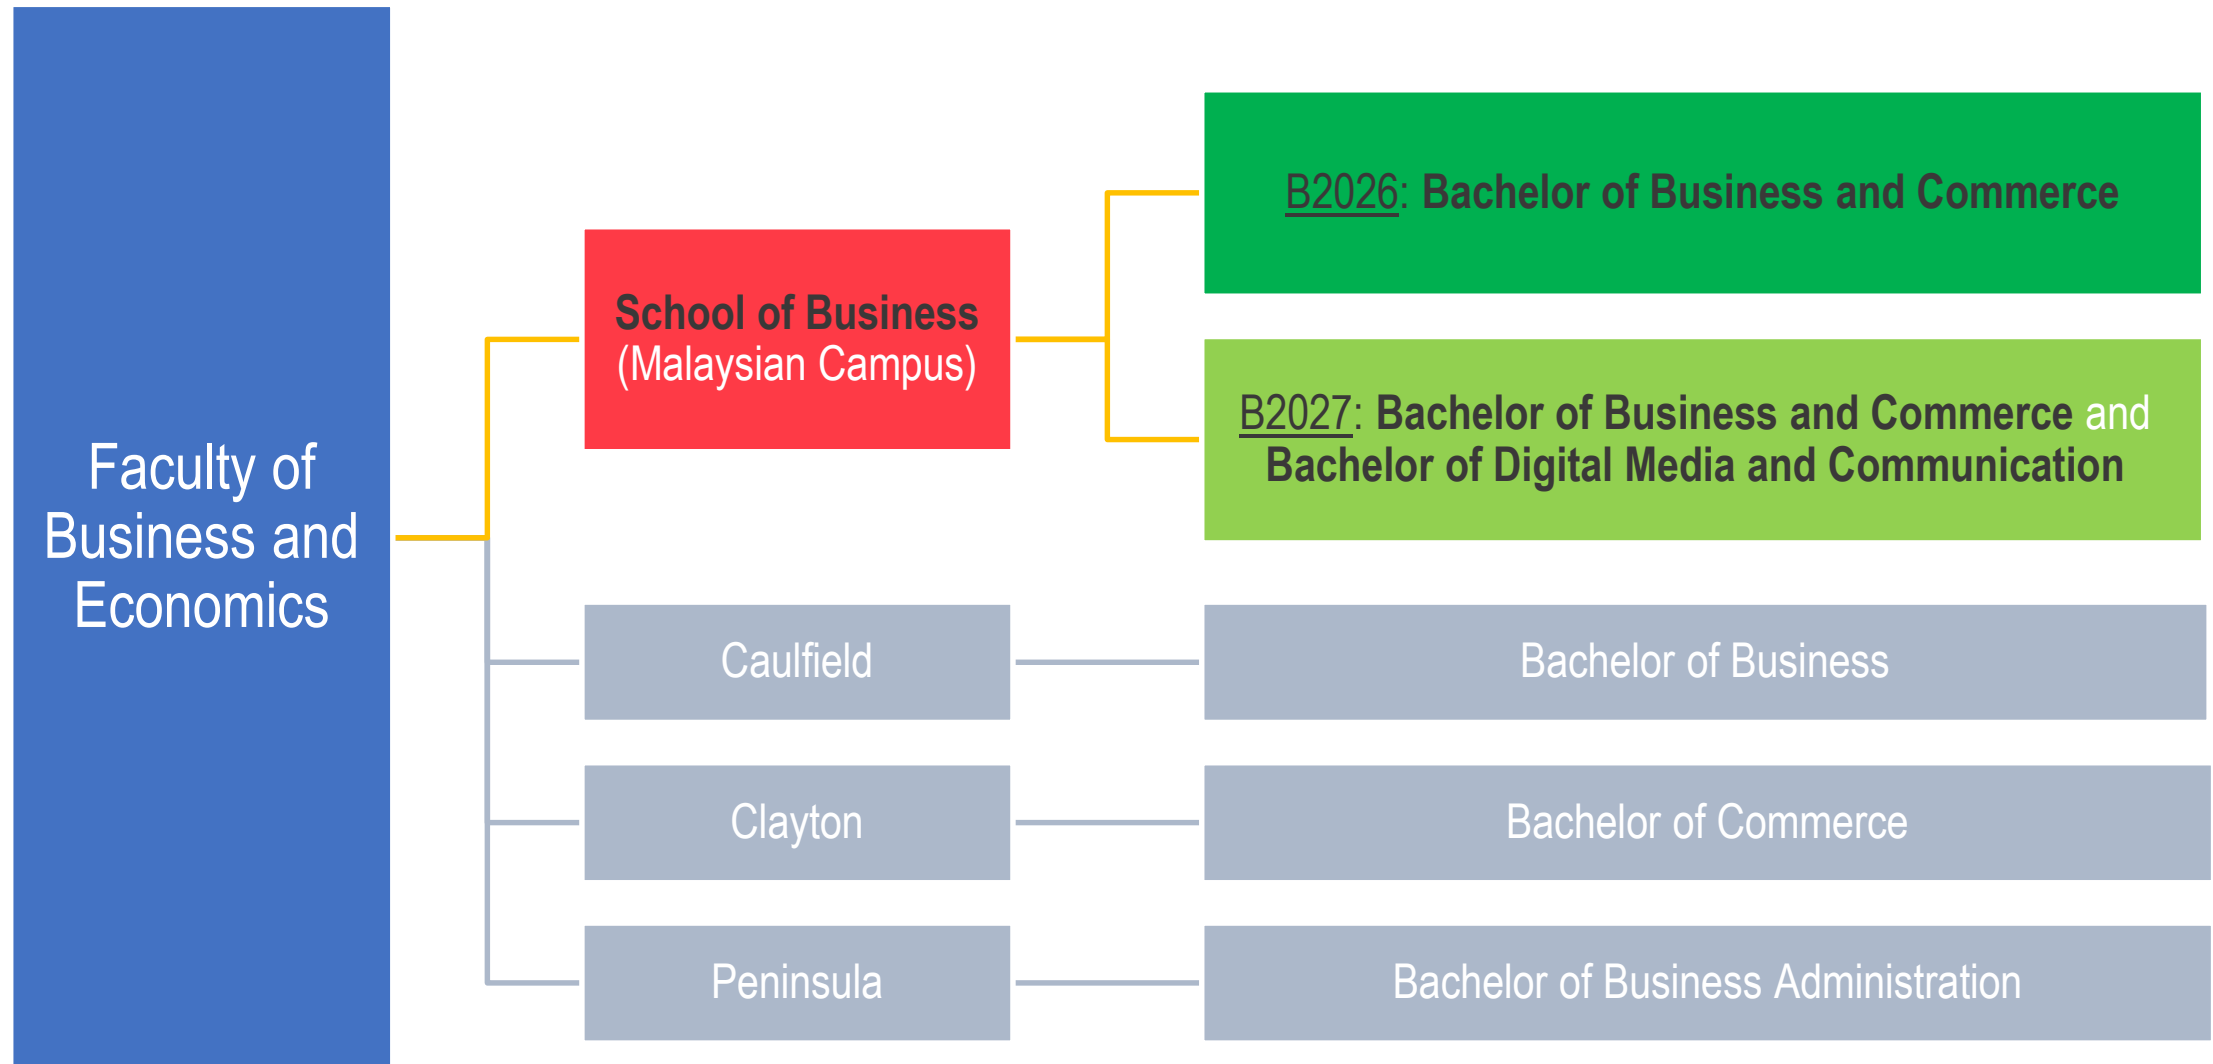 Faculty of
Business and
Economics
School of Business
(Malaysian Campus)
B2026: Bachelor of Business and Commerce
B2027: Bachelor of Business and Commerce and
Bachelor of Digital Media and Communication
Caulfield
Bachelor of Business
Clayton
Bachelor of Commerce
Peninsula
Bachelor of Business Administration